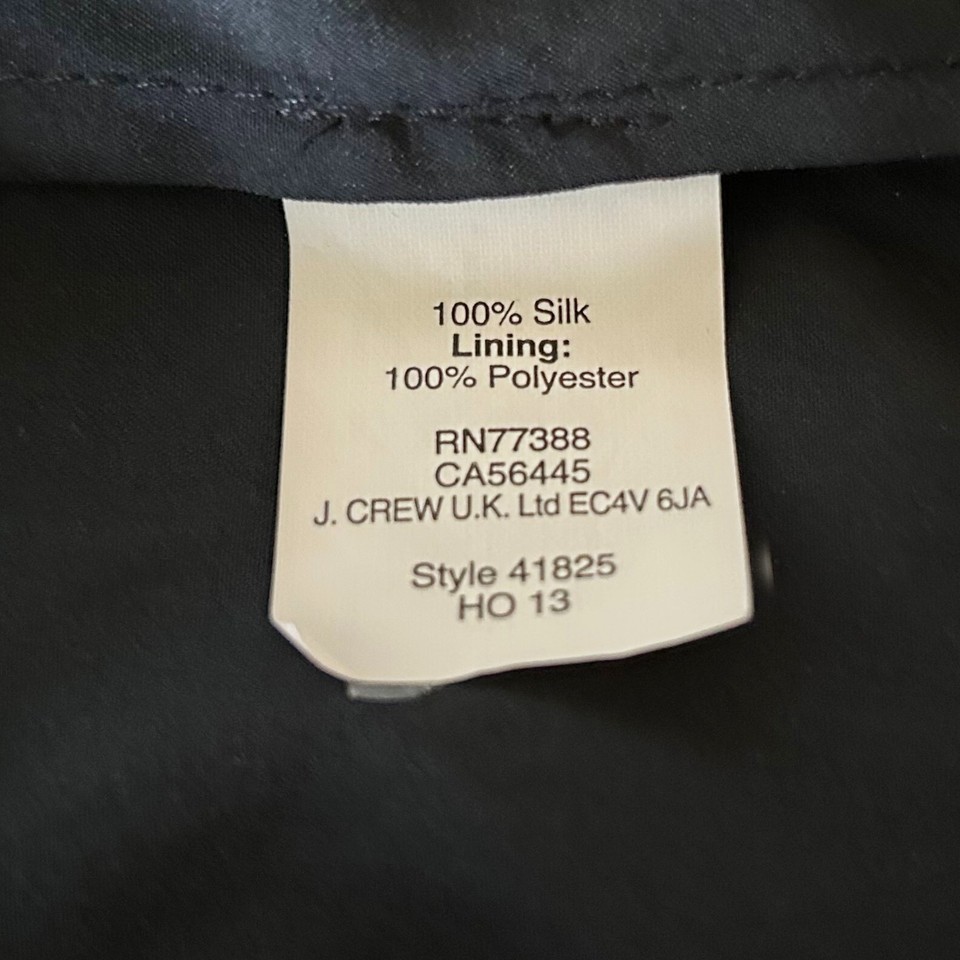 100% Silk
Lining:
100% Polyester
RN77388
CA56445
J. CREW U.K. Ltd EC4V 6JA
Style 41825
HO 13